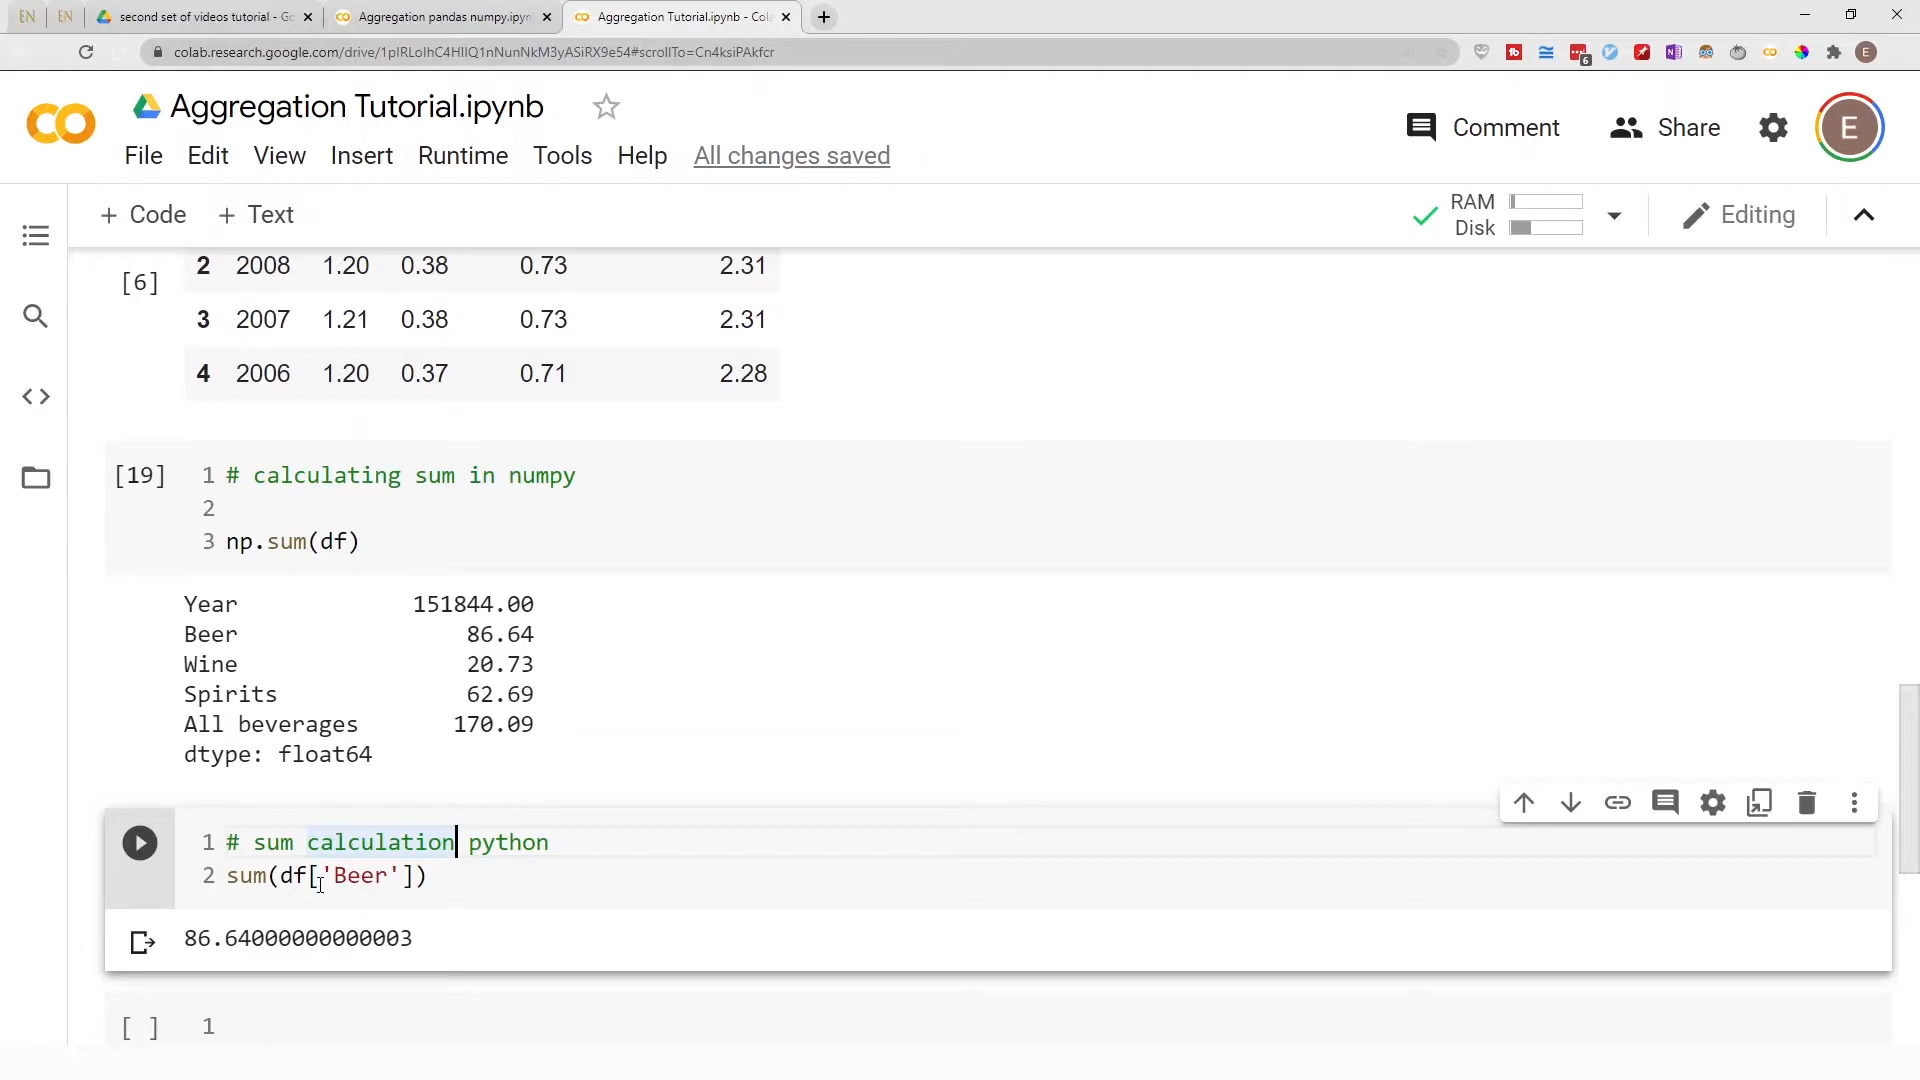 EN
EN
second set of videos tutorial - Go
Aggregation pandas numpy.ipyn
Aggregation Tutorial.ipynb - Cola
colab.research.google.com/drive/1pIRLoIhC4HIIQ1nNunNkM3yASiRX9e54#scrollTo=Cn4ksiPAkfcr
6
E
CO Aggregation Tutorial.ipynb
Comment
Share
E
File Edit View Insert Runtime Tools Help All changes saved
+ Code + Text
RAM
Disk
Editing
[6]
2 2008 1.20 0.38 0.73 2.31
3 2007 1.21 0.38 0.73 2.31
4 2006 1.20 0.37 0.71 2.28
[19] 1 # calculating sum in numpy
2
3 np.sum(df)
Year 151844.00
Beer 86.64
Wine 20.73
Spirits 62.69
All beverages 170.09
dtype: float64
1 # sum calculation python
2 sum(df['Beer'])
86.64000000000003
[ ] 1